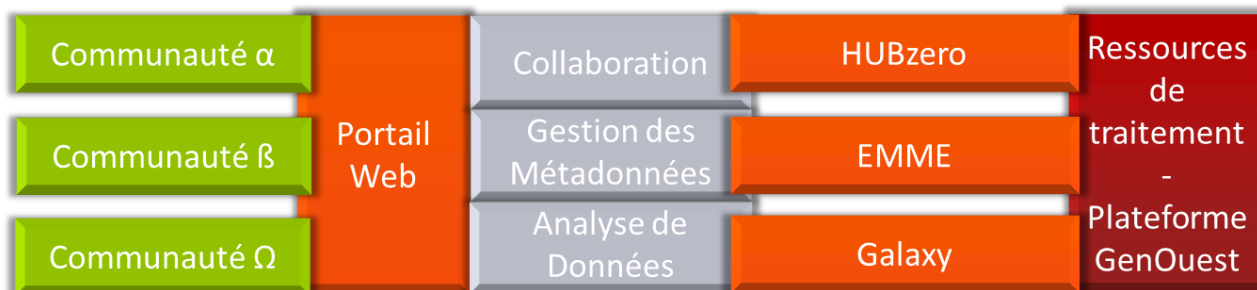 Communauté α
Communauté ß
Communauté Ω
Portail
Web
Collaboration
Gestion des
Métadonnées
Analyse de
Données
HUBzero
EMME
Galaxy
Ressources
de
traitement
-
Plateforme
GenOuest